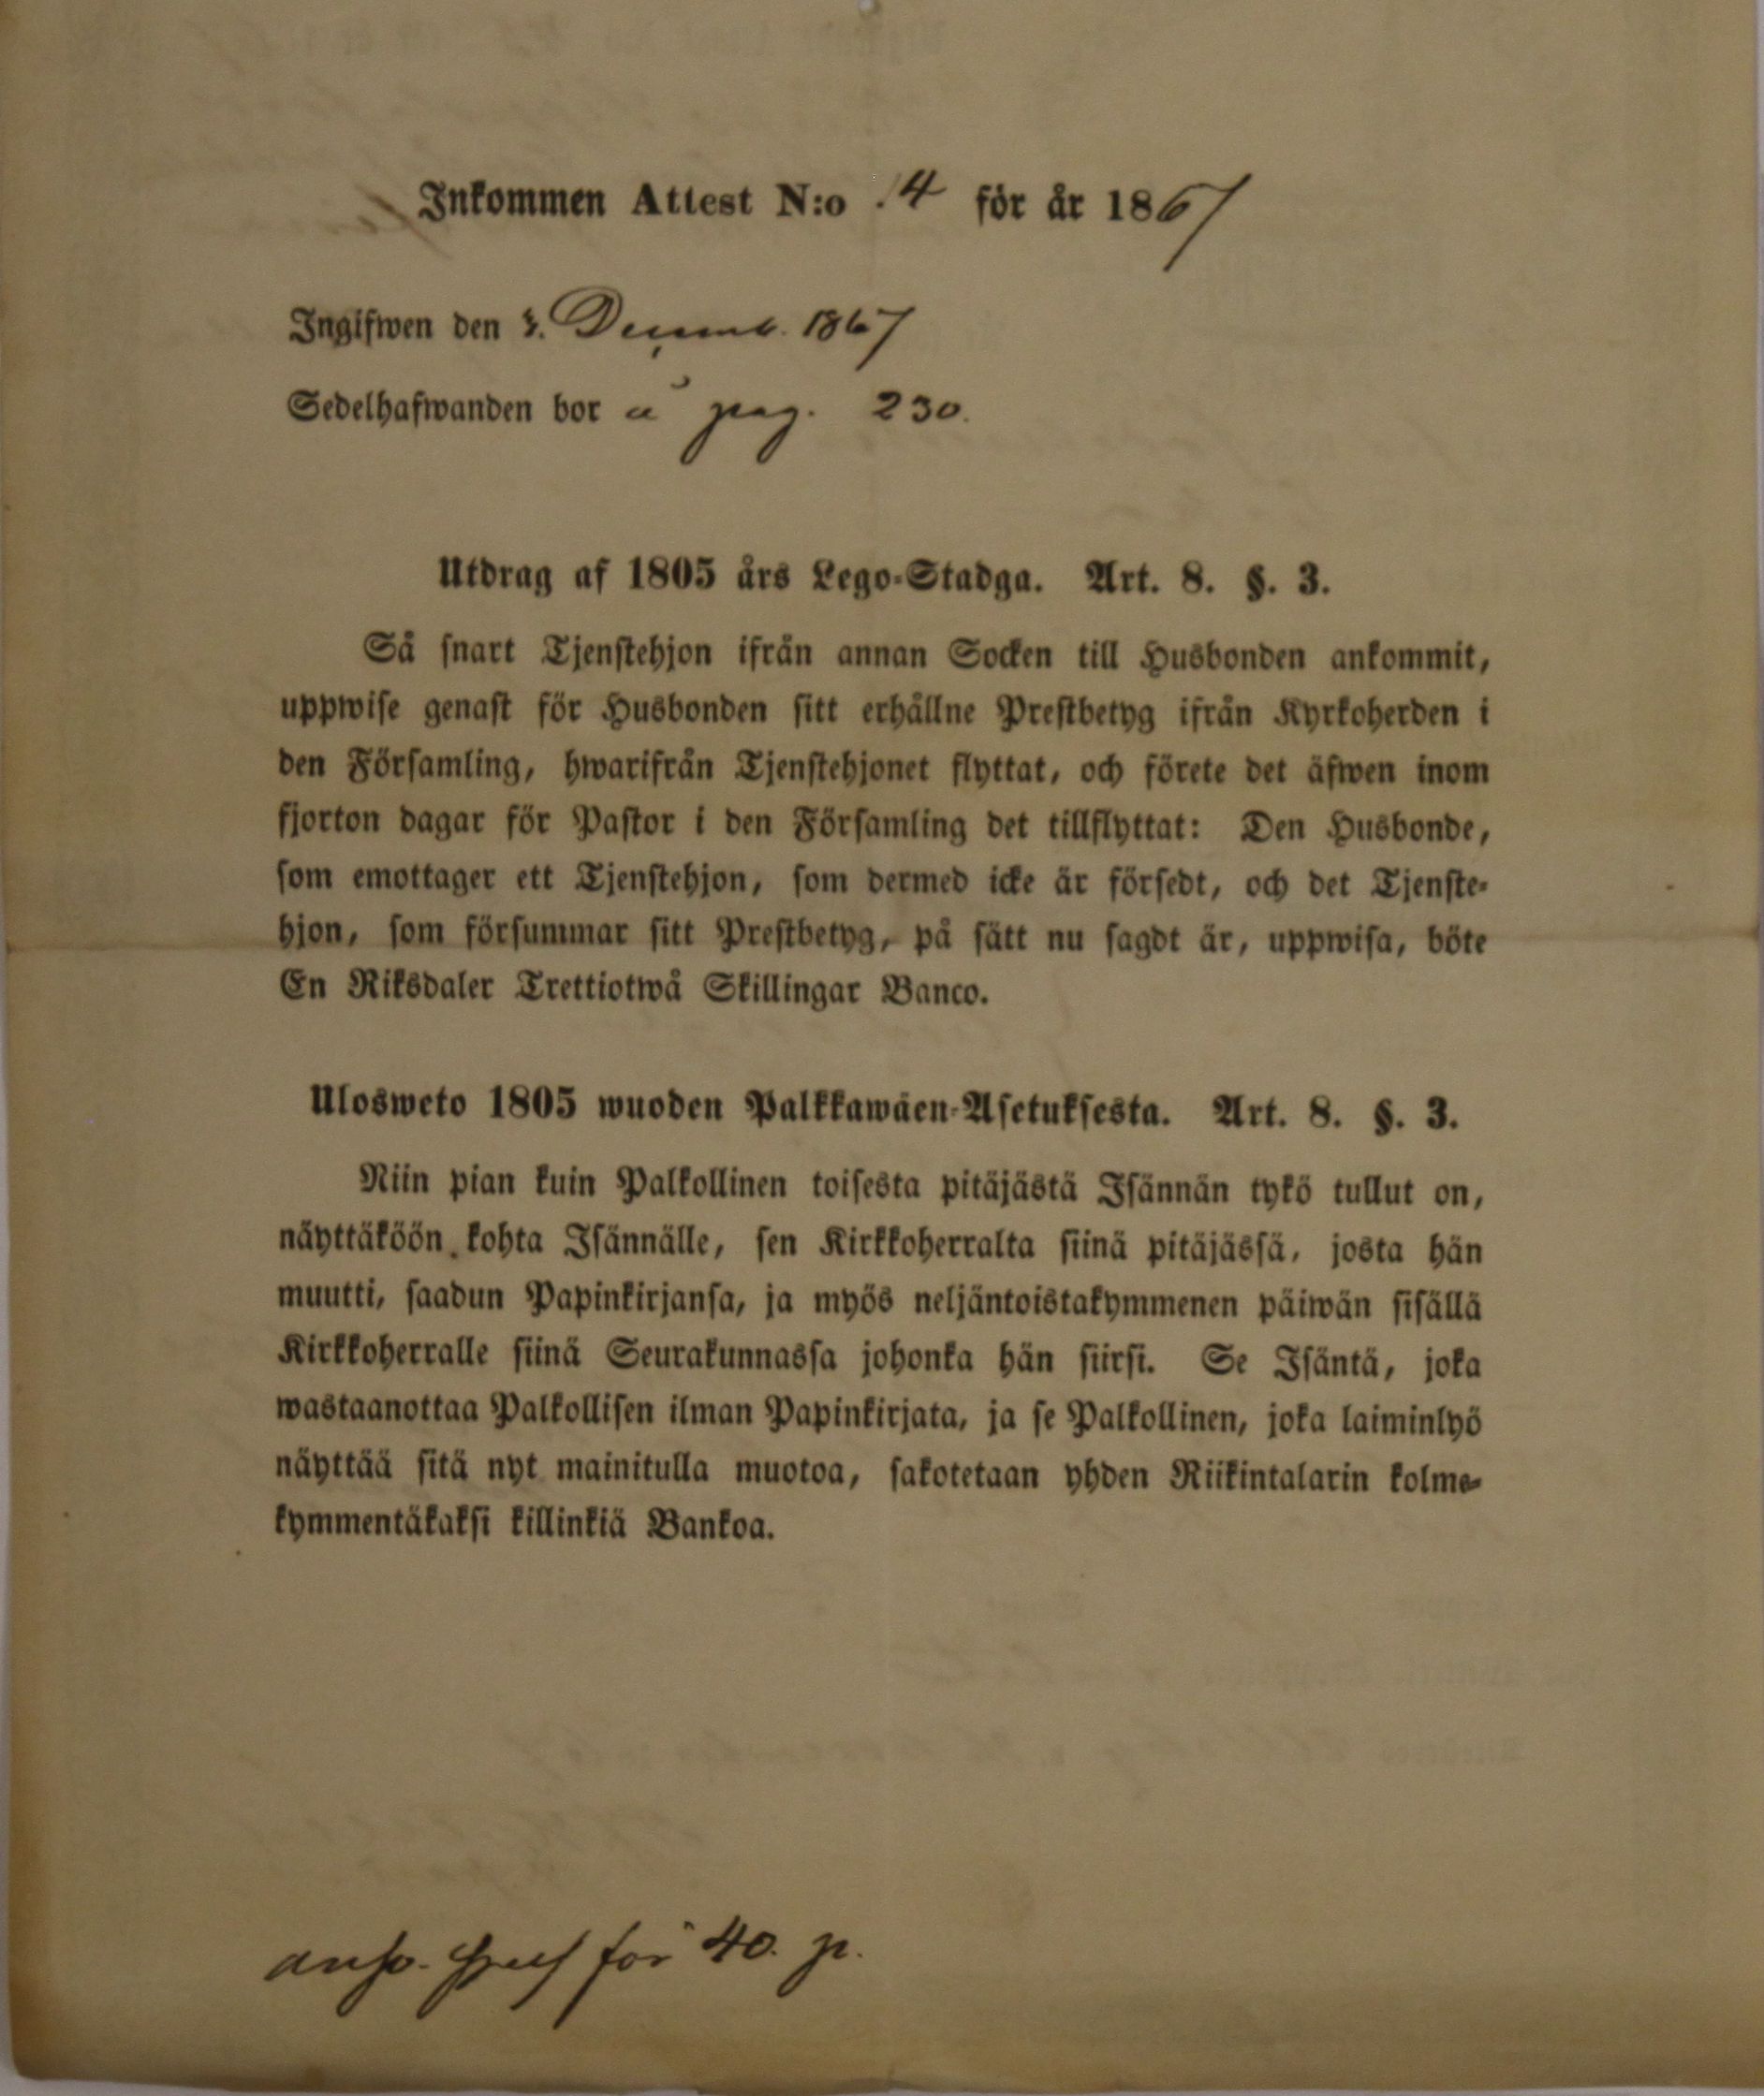 Inkommen Attest N:o 14 för år 1867
Ingifwen den 3. Decemb. 1867
Sedelhafwanden bor å pag. 230.
Utdrag af 1805 års Lego-Stadga. Art. 8. §. 3.
Så snart Tjenstehjon ifrån annan Socken till Husbonden ankommit,
uppwise genast för Husbonden sitt erhållne Prestbetyg ifrån Kyrkoherden i
den Församling, hwarifrån Tjenstehjonet flyttat, och förete det äfwen inom
fjorton dagar för Pastor i den Församling det tillflyttat: Den Husbonde,
som emottager ett Tjenstehjon, som dermed icke är försedt, och det Tjenste-
hjon, som försummar sitt Prestbetyg, på sätt nu sagdt är, uppwisa, böte
En Riksdaler Trettiotwå Skillingar Banco.
Ulosweto 1805 wuoden Palkkawäen-Asetuksesta. Art. 8. §. 3.
Niin pian kuin Palkollinen toisesta pitäjästä Isännän tykö tullut on,
näyttäköön kohta Isännälle, sen Kirkkoherralta siinä pitäjässä, josta hän
muutti, saadun Papinkirjansa, ja myös neljäntoistakymmenen päiwän sisällä
Kirkkoherralle siinä Seurakunnassa johonka hän siirsi. Se Isäntä, joka
wastaanottaa Palkollisen ilman Papinkirjata, ja se Palkollinen, joka laiminlyö
näyttää sitä nyt mainitulla muotoa, sakotetaan yhden Riikintalarin kolme-
kymmentäkaksi killinkiä Bankoa.
för 40. p.